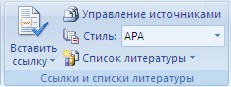 Вставить
ссылку
Управление источниками
Стиль: APA
Список литературы
Ссылки и списки литературы